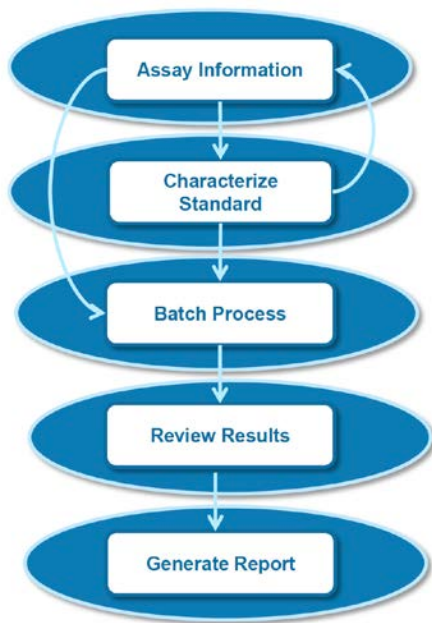 Assay Information
Characterize
Standard
Batch Process
Review Results
Generate Report